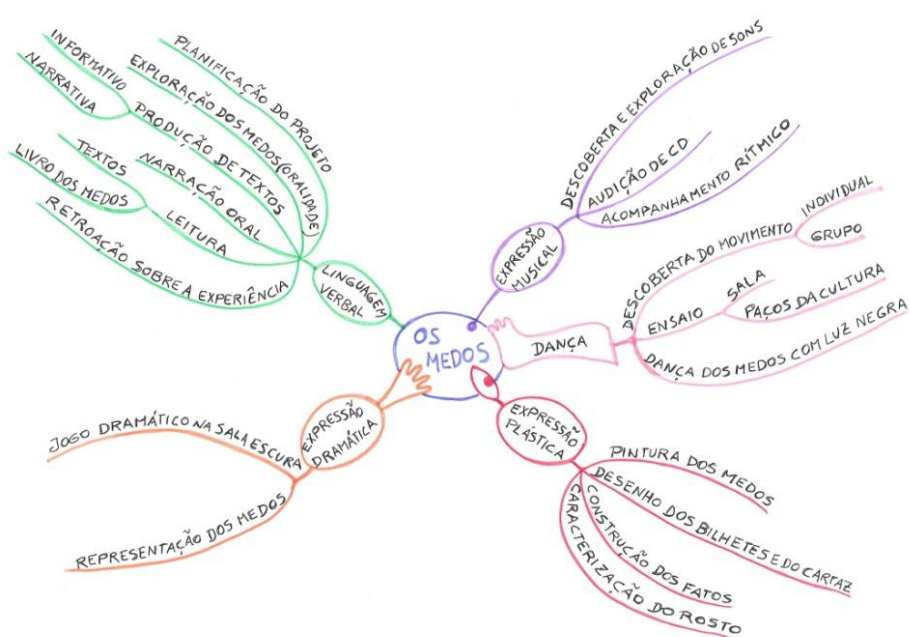 OS
MEDOS
LINGUAGEM
VERBAL
PLANIFICAÇÃO DO PROJETO
EXPLORAÇÃO DOS MEDOS (ORALIDADE)
PRODUÇÃO DE TEXTOS
INFORMATIVO
NARRATIVA
NARRAÇÃO ORAL
LEITURA
TEXTOS
LIVRO DOS MEDOS
RETROAÇÃO SOBRE A EXPERIÊNCIA
EXPRESSÃO
MUSICAL
DESCOBERTA E EXPLORAÇÃO DE SONS
AUDIÇÃO DE CD
ACOMPANHAMENTO RÍTMICO
DANÇA
DESCOBERTA DO MOVIMENTO
INDIVIDUAL
GRUPO
ENSAIO
SALA
PAÇOS DA CULTURA
DANÇA DOS MEDOS COM LUZ NEGRA
EXPRESSÃO
PLÁSTICA
PINTURA DOS MEDOS
DESENHO DOS BILHETES E DO CARTAZ
CONSTRUÇÃO DOS FATOS
CARACTERIZAÇÃO DO ROSTO
EXPRESSÃO
DRAMÁTICA
JOGO DRAMÁTICO NA SALA ESCURA
REPRESENTAÇÃO DOS MEDOS